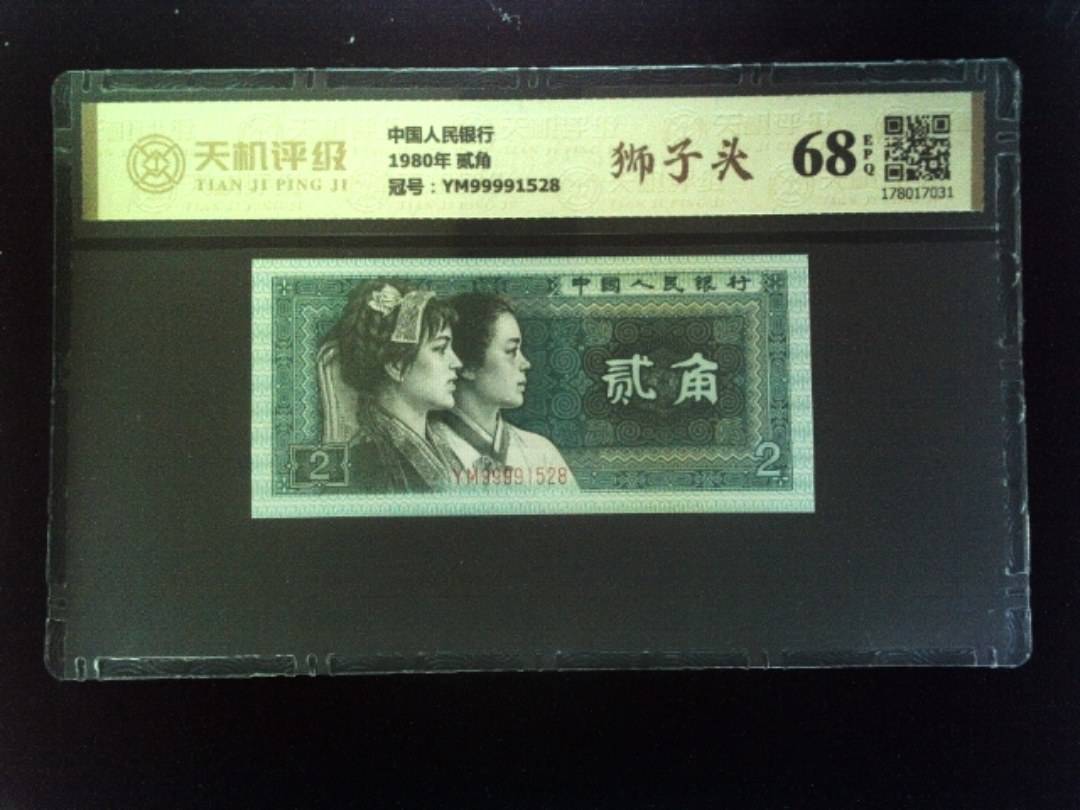 天机评级
TIAN JI PING JI
中国人民银行
1980年 贰角
冠号：YM99991528
狮子头
68
EPQ
178017031
中國人民银行
贰角
2
YM99991528
2